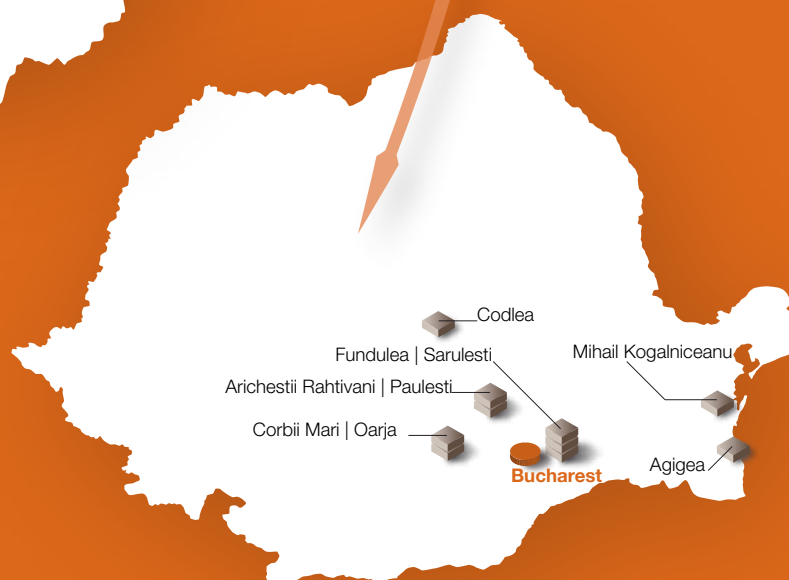 Codlea
Fundulea | Sarulesti
Mihail Kogalniceanu
Arichestii Rahtivani | Paulesti
Corbii Mari | Oarja
Agigea
Bucharest